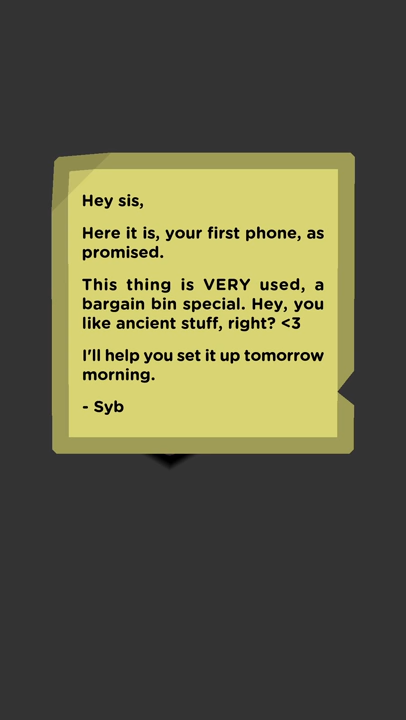 Hey sis,
Here it is, your first phone, as
promised.
This thing is VERY used, a
bargain bin special. Hey, you
like ancient stuff, right? <3
I'll help you set it up tomorrow
morning.
- Syb